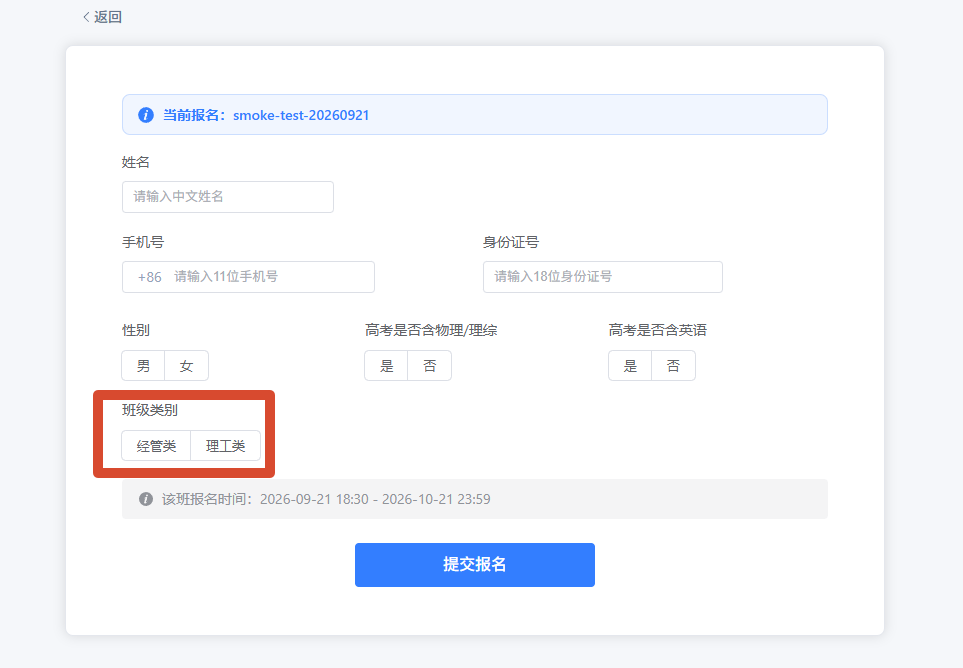 返回
当前报名：smoke-test-20260921
姓名
请输入中文姓名
手机号 身份证号
+86 请输入11位手机号 请输入18位身份证号
性别 高考是否含物理/理综 高考是否含英语
男 女 是 否 是 否
班级类别
经管类 理工类
该班报名时间：2026-09-21 18:30 - 2026-10-21 23:59
提交报名